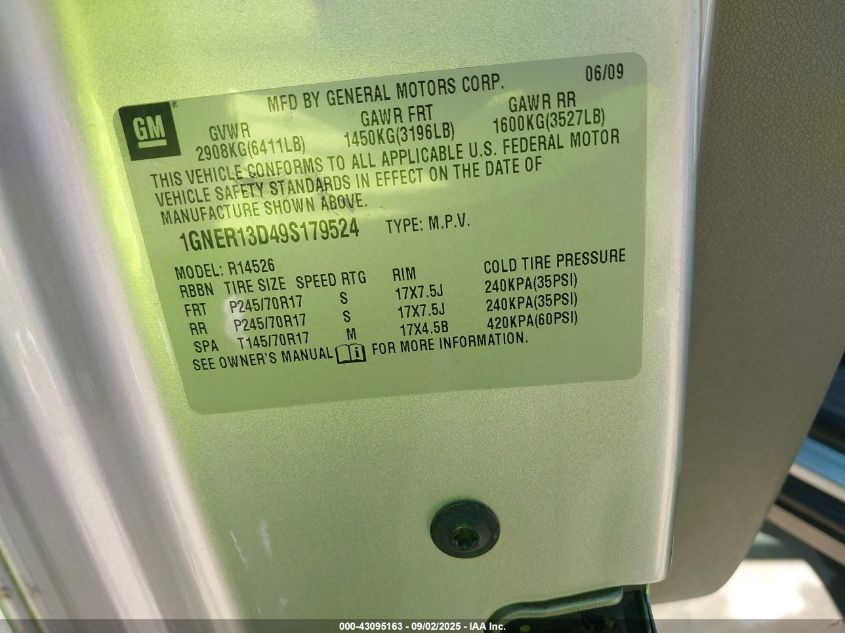 MFD BY GENERAL MOTORS CORP. 06/09
GM
®
GVWR GAWR FRT GAWR RR
2908KG(6411LB) 1450KG(3196LB) 1600KG(3527LB)
THIS VEHICLE CONFORMS TO ALL APPLICABLE U.S. FEDERAL MOTOR
VEHICLE SAFETY STANDARDS IN EFFECT ON THE DATE OF
MANUFACTURE SHOWN ABOVE.
1GNER13D49S179524 TYPE: M.P.V.
MODEL: R14526
RBBN TIRE SIZE SPEED RTG RIM COLD TIRE PRESSURE
FRT P245/70R17 S 17X7.5J 240KPA(35PSI)
RR P245/70R17 S 17X7.5J 240KPA(35PSI)
SPA T145/70R17 M 17X4.5B 420KPA(60PSI)
SEE OWNER'S MANUAL FOR MORE INFORMATION.
000-43095163 - 09/02/2025 - IAA Inc.